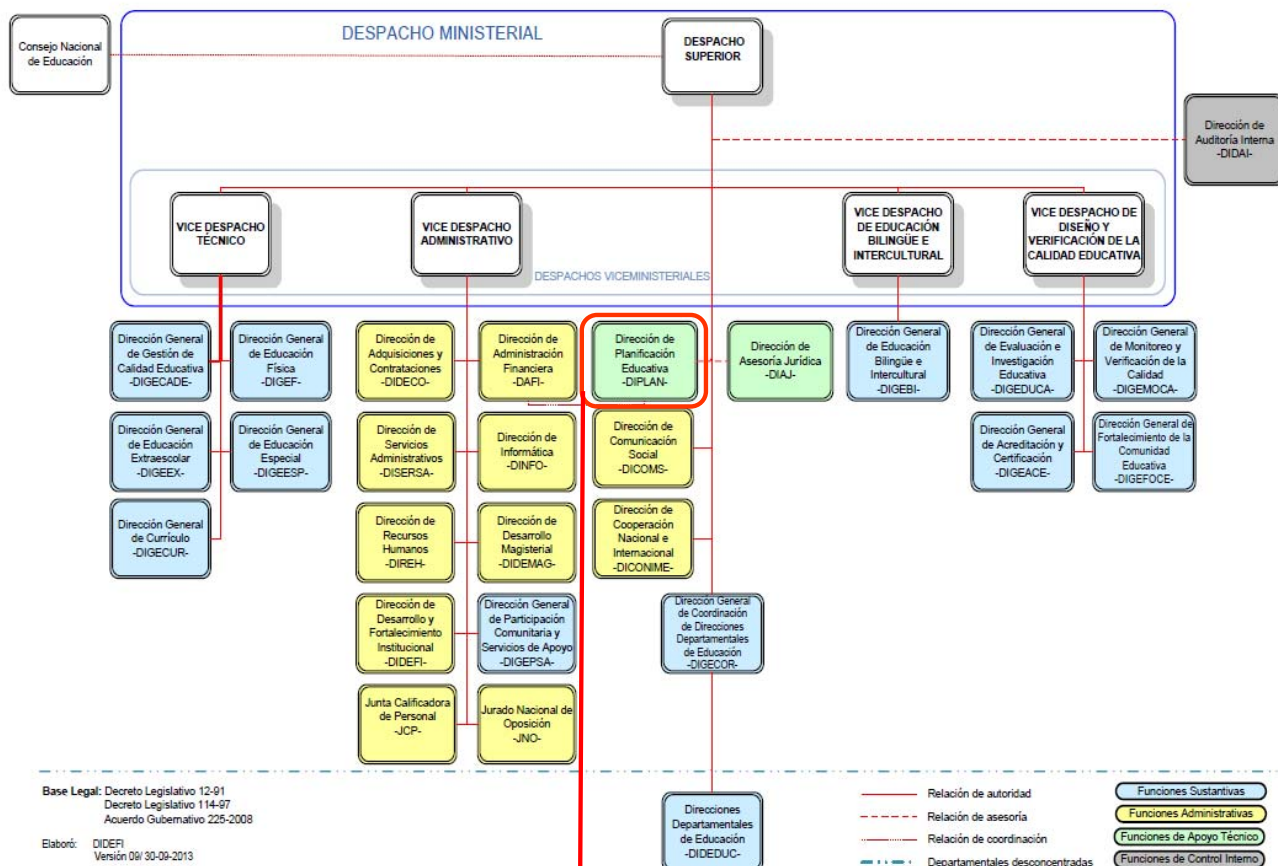 Consejo Nacional
de Educación
DESPACHO MINISTERIAL
DESPACHO
SUPERIOR
Dirección de
Auditoría Interna
-DIDAI-
VICE DESPACHO
TÉCNICO
VICE DESPACHO
ADMINISTRATIVO
VICE DESPACHO
DE EDUCACIÓN
BILINGÜE E
INTERCULTURAL
VICE DESPACHO DE
DISEÑO Y
VERIFICACIÓN DE LA
CALIDAD EDUCATIVA
DESPACHOS VICEMINISTERIALES
Dirección General
de Gestión de
Calidad Educativa
-DIGECADE-
Dirección General
de Educación
Física
-DIGEF-
Dirección de
Adquisiciones y
Contrataciones
-DIDECO-
Dirección de
Administración
Financiera
-DAFI-
Dirección de
Planificación
Educativa
-DIPLAN-
Dirección de
Asesoría Jurídica
-DIAJ-
Dirección General
de Educación
Bilingüe e
Intercultural
-DIGEBI-
Dirección General
de Evaluación e
Investigación
Educativa
-DIGEDUCA-
Dirección General
de Monitoreo y
Verificación de la
Calidad
-DIGEMOCA-
Dirección General
de Educación
Extraescolar
-DIGEEX-
Dirección General
de Educación
Especial
-DIGEESP-
Dirección de
Servicios
Administrativos
-DISERSA-
Dirección de
Informática
-DINFO-
Dirección de
Comunicación
Social
-DICOMS-
Dirección General
de Acreditación y
Certificación
-DIGEACE-
Dirección General de
Fortalecimiento de la
Comunidad
Educativa
-DIGEFOCE-
Dirección General
de Currículo
-DIGECUR-
Dirección de
Recursos
Humanos
-DIREH-
Dirección de
Desarrollo
Magisterial
-DIDEMAG-
Dirección de
Cooperación
Nacional e
Internacional
-DICONIME-
Dirección de
Desarrollo y
Fortalecimiento
Institucional
-DIDEFI-
Dirección General
de Participación
Comunitaria y
Servicios de Apoyo
-DIGEPSA-
Dirección General
de Coordinación
de Direcciones
Departamentales
de Educación
-DIGECOR-
Junta Calificadora
de Personal
-JCP-
Jurado Nacional de
Oposición
-JNO-
Base Legal: Decreto Legislativo 12-91
Decreto Legislativo 114-97
Acuerdo Gubernativo 225-2008
Elaboró: DIDEFI
Versión 09/ 30-09-2013
Direcciones
Departamentales
de Educación
-DIDEDUC-
Relación de autoridad
Relación de asesoría
Relación de coordinación
Departamentales desconcentradas
Funciones Sustantivas
Funciones Administrativas
Funciones de Apoyo Técnico
Funciones de Control Interno